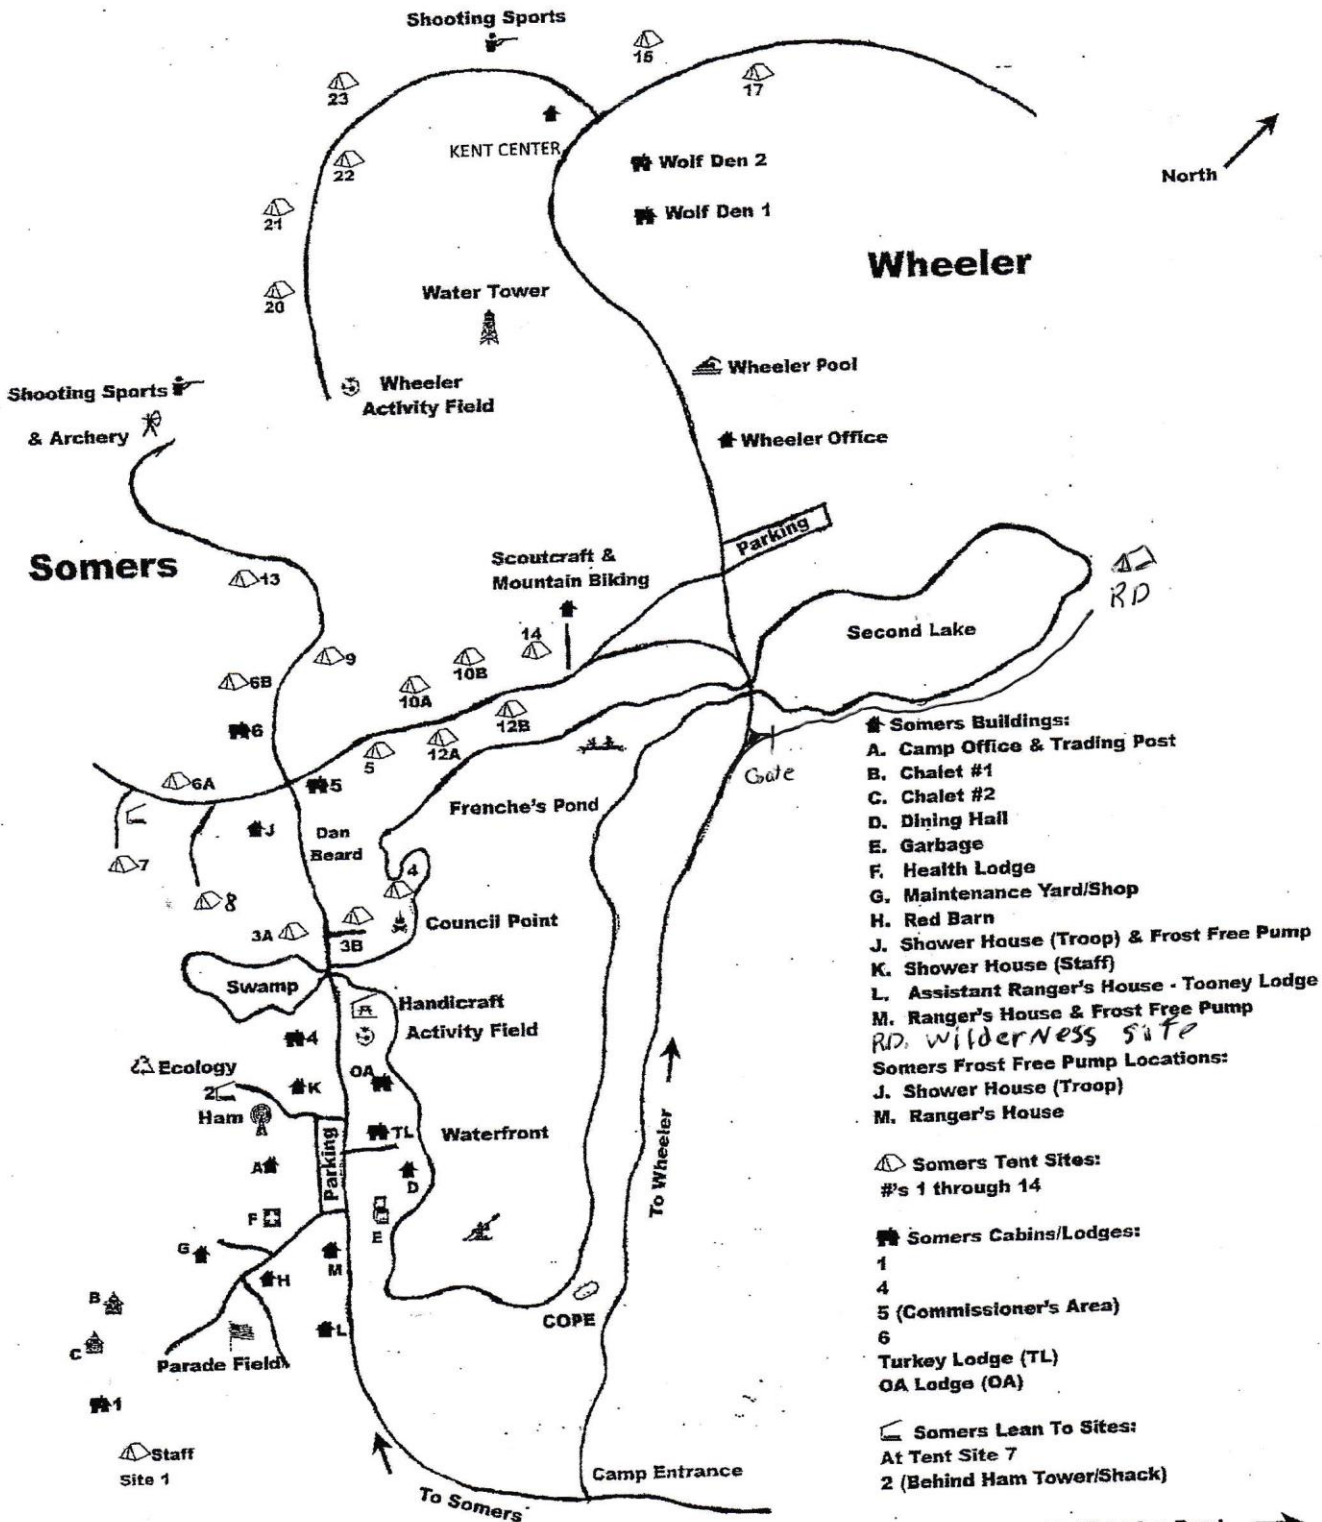 Shooting Sports
16
17
23
KENT CENTER
22
Wolf Den 2
Wolf Den 1
North
21
Wheeler
20
Water Tower
Wheeler Pool
Wheeler
Activity Field
Shooting Sports
& Archery
Wheeler Office
Parking
Somers
Scoutcraft &
Mountain Biking
13
14
RD
Second Lake
9
10B
6B
10A
12B
6
12A
5
Gate
6A
5
Frenche's Pond
J
Dan
Beard
7
8
4
3A
3B
Council Point
Swamp
Handicraft
Activity Field
4
Ecology
OA
2
K
Ham
TL
Waterfront
Parking
A
D
To Wheeler
F
E
G
M
H
B
COPE
L
C
Parade Field
1
Staff
Site 1
To Somers
Camp Entrance
Somers Buildings:
A. Camp Office & Trading Post
B. Chalet #1
C. Chalet #2
D. Dining Hall
E. Garbage
F. Health Lodge
G. Maintenance Yard/Shop
H. Red Barn
J. Shower House (Troop) & Frost Free Pump
K. Shower House (Staff)
L. Assistant Ranger's House - Tooney Lodge
M. Ranger's House & Frost Free Pump
RD. wilderness site
Somers Frost Free Pump Locations:
J. Shower House (Troop)
M. Ranger's House
Somers Tent Sites:
#'s 1 through 14
Somers Cabins/Lodges:
1
4
5 (Commissioner's Area)
6
Turkey Lodge (TL)
OA Lodge (OA)
Somers Lean To Sites:
At Tent Site 7
2 (Behind Ham Tower/Shack)